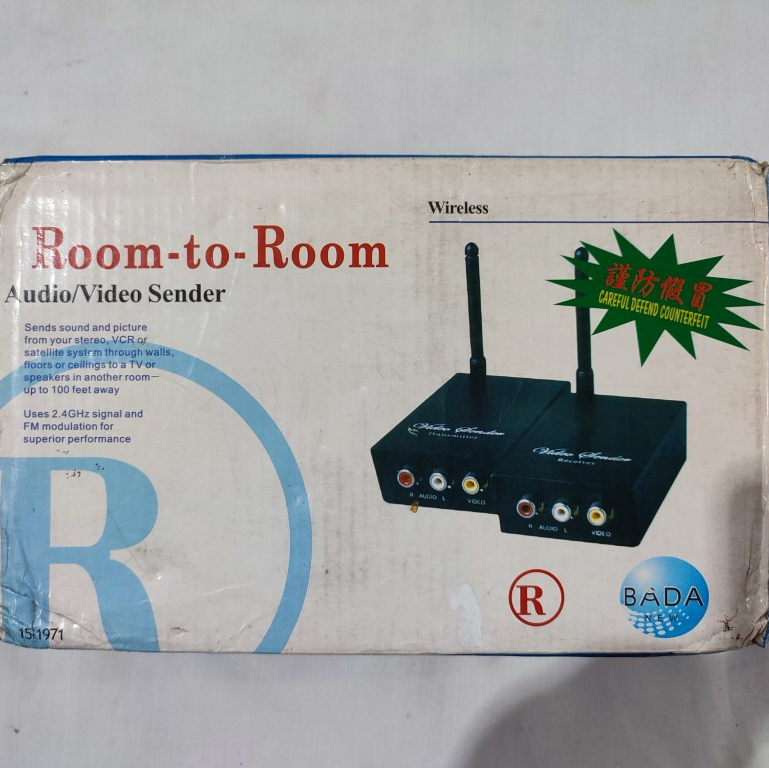 Wireless
Room-to-Room
Audio/Video Sender
Sends sound and picture
from your stereo, VCR or
satellite system through walls,
floors or ceilings to a TV or
speakers in another room—
up to 100 feet away
Uses 2.4GHz signal and
FM modulation for
superior performance
謹防假冒
CAREFUL DEFEND COUNTERFEIT
Video Sender
Transmitter
R AUDIO L VIDEO
Video Sender
Receiver
R AUDIO L VIDEO
R
R
BADA
NEW
15-1971